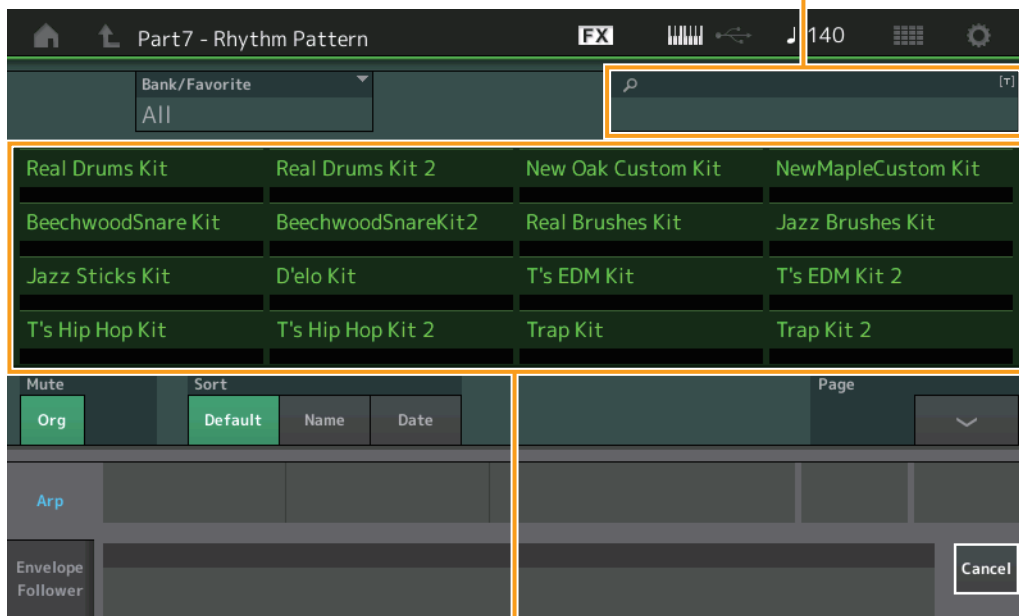 Part7 - Rhythm Pattern FX ♩ 140
Bank/Favorite [T]
All
Real Drums Kit Real Drums Kit 2 New Oak Custom Kit NewMapleCustom Kit
BeechwoodSnare Kit BeechwoodSnareKit2 Real Brushes Kit Jazz Brushes Kit
Jazz Sticks Kit D'elo Kit T's EDM Kit T's EDM Kit 2
T's Hip Hop Kit T's Hip Hop Kit 2 Trap Kit Trap Kit 2
Mute Sort Page
Org Default Name Date
Arp
Envelope
Follower
Cancel